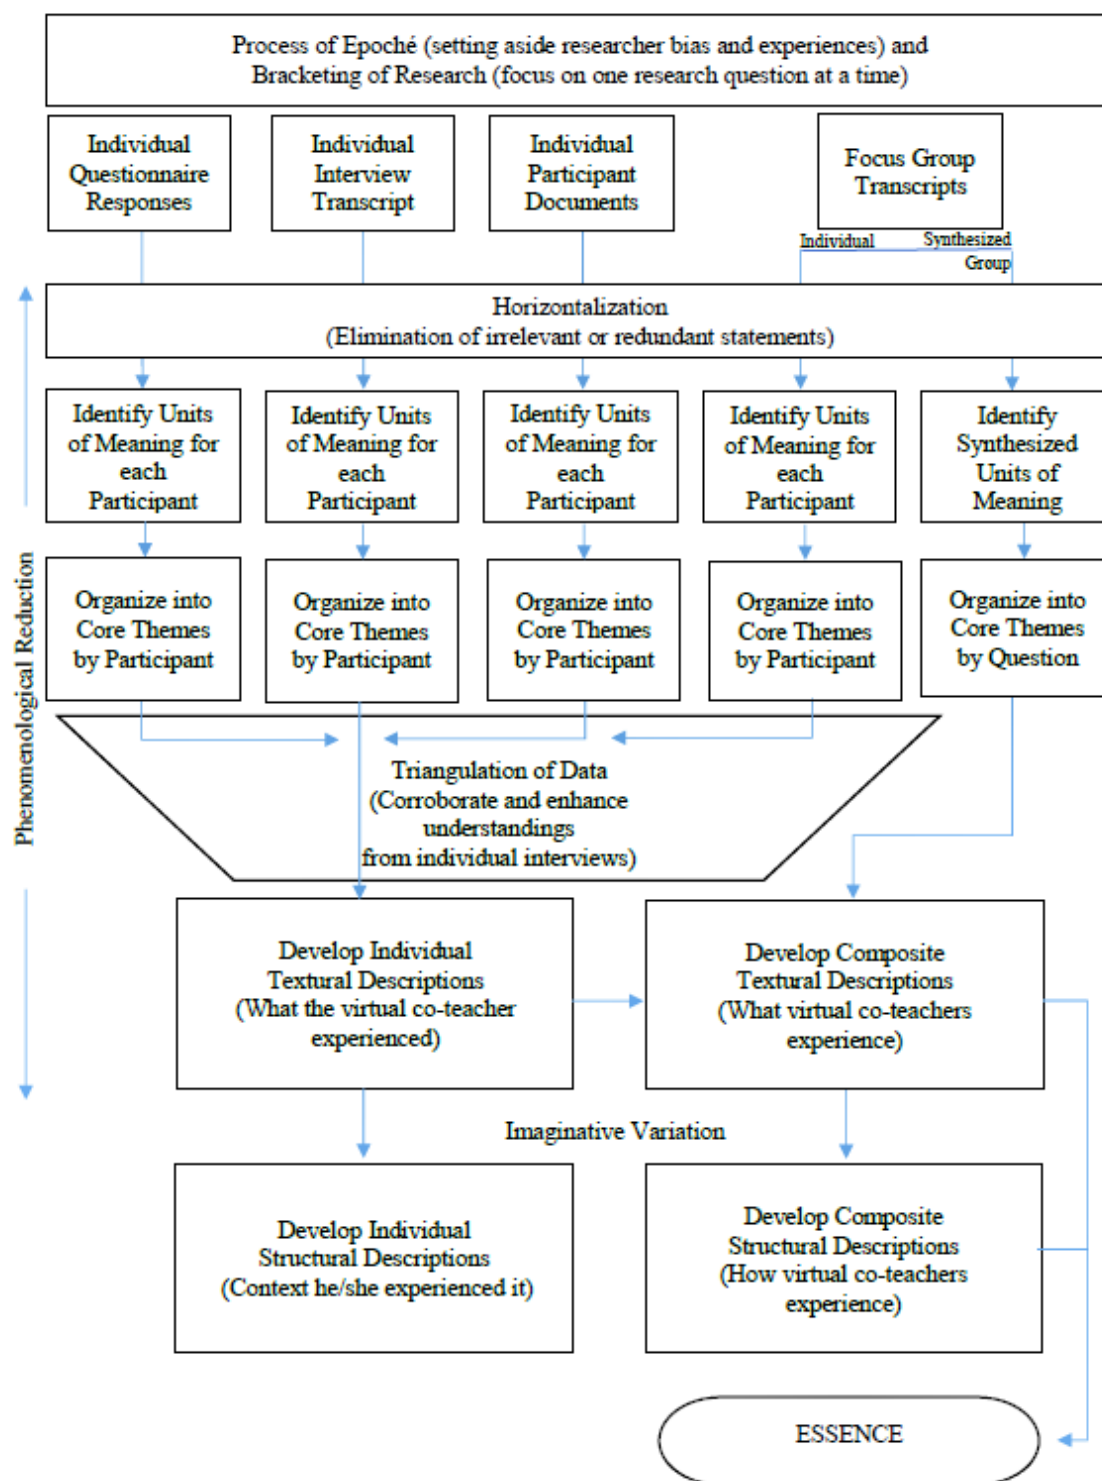 Process of Epoché (setting aside researcher bias and experiences) and
Bracketing of Research (focus on one research question at a time)
Individual
Questionnaire
Responses
Individual
Interview
Transcript
Individual
Participant
Documents
Focus Group
Transcripts
Individual
Synthesized
Group
Horizontalization
(Elimination of irrelevant or redundant statements)
Identify Units
of Meaning for
each
Participant
Identify Units
of Meaning for
each
Participant
Identify Units
of Meaning for
each
Participant
Identify Units
of Meaning for
each
Participant
Identify
Synthesized
Units of
Meaning
Phenomenological Reduction
Organize into
Core Themes
by Participant
Organize into
Core Themes
by Participant
Organize into
Core Themes
by Participant
Organize into
Core Themes
by Participant
Organize into
Core Themes
by Question
Triangulation of Data
(Corroborate and enhance
understandings
from individual interviews)
Develop Individual
Textural Descriptions
(What the virtual co-teacher
experienced)
Develop Composite
Textural Descriptions
(What virtual co-teachers
experience)
Imaginative Variation
Develop Individual
Structural Descriptions
(Context he/she experienced it)
Develop Composite
Structural Descriptions
(How virtual co-teachers
experience)
ESSENCE